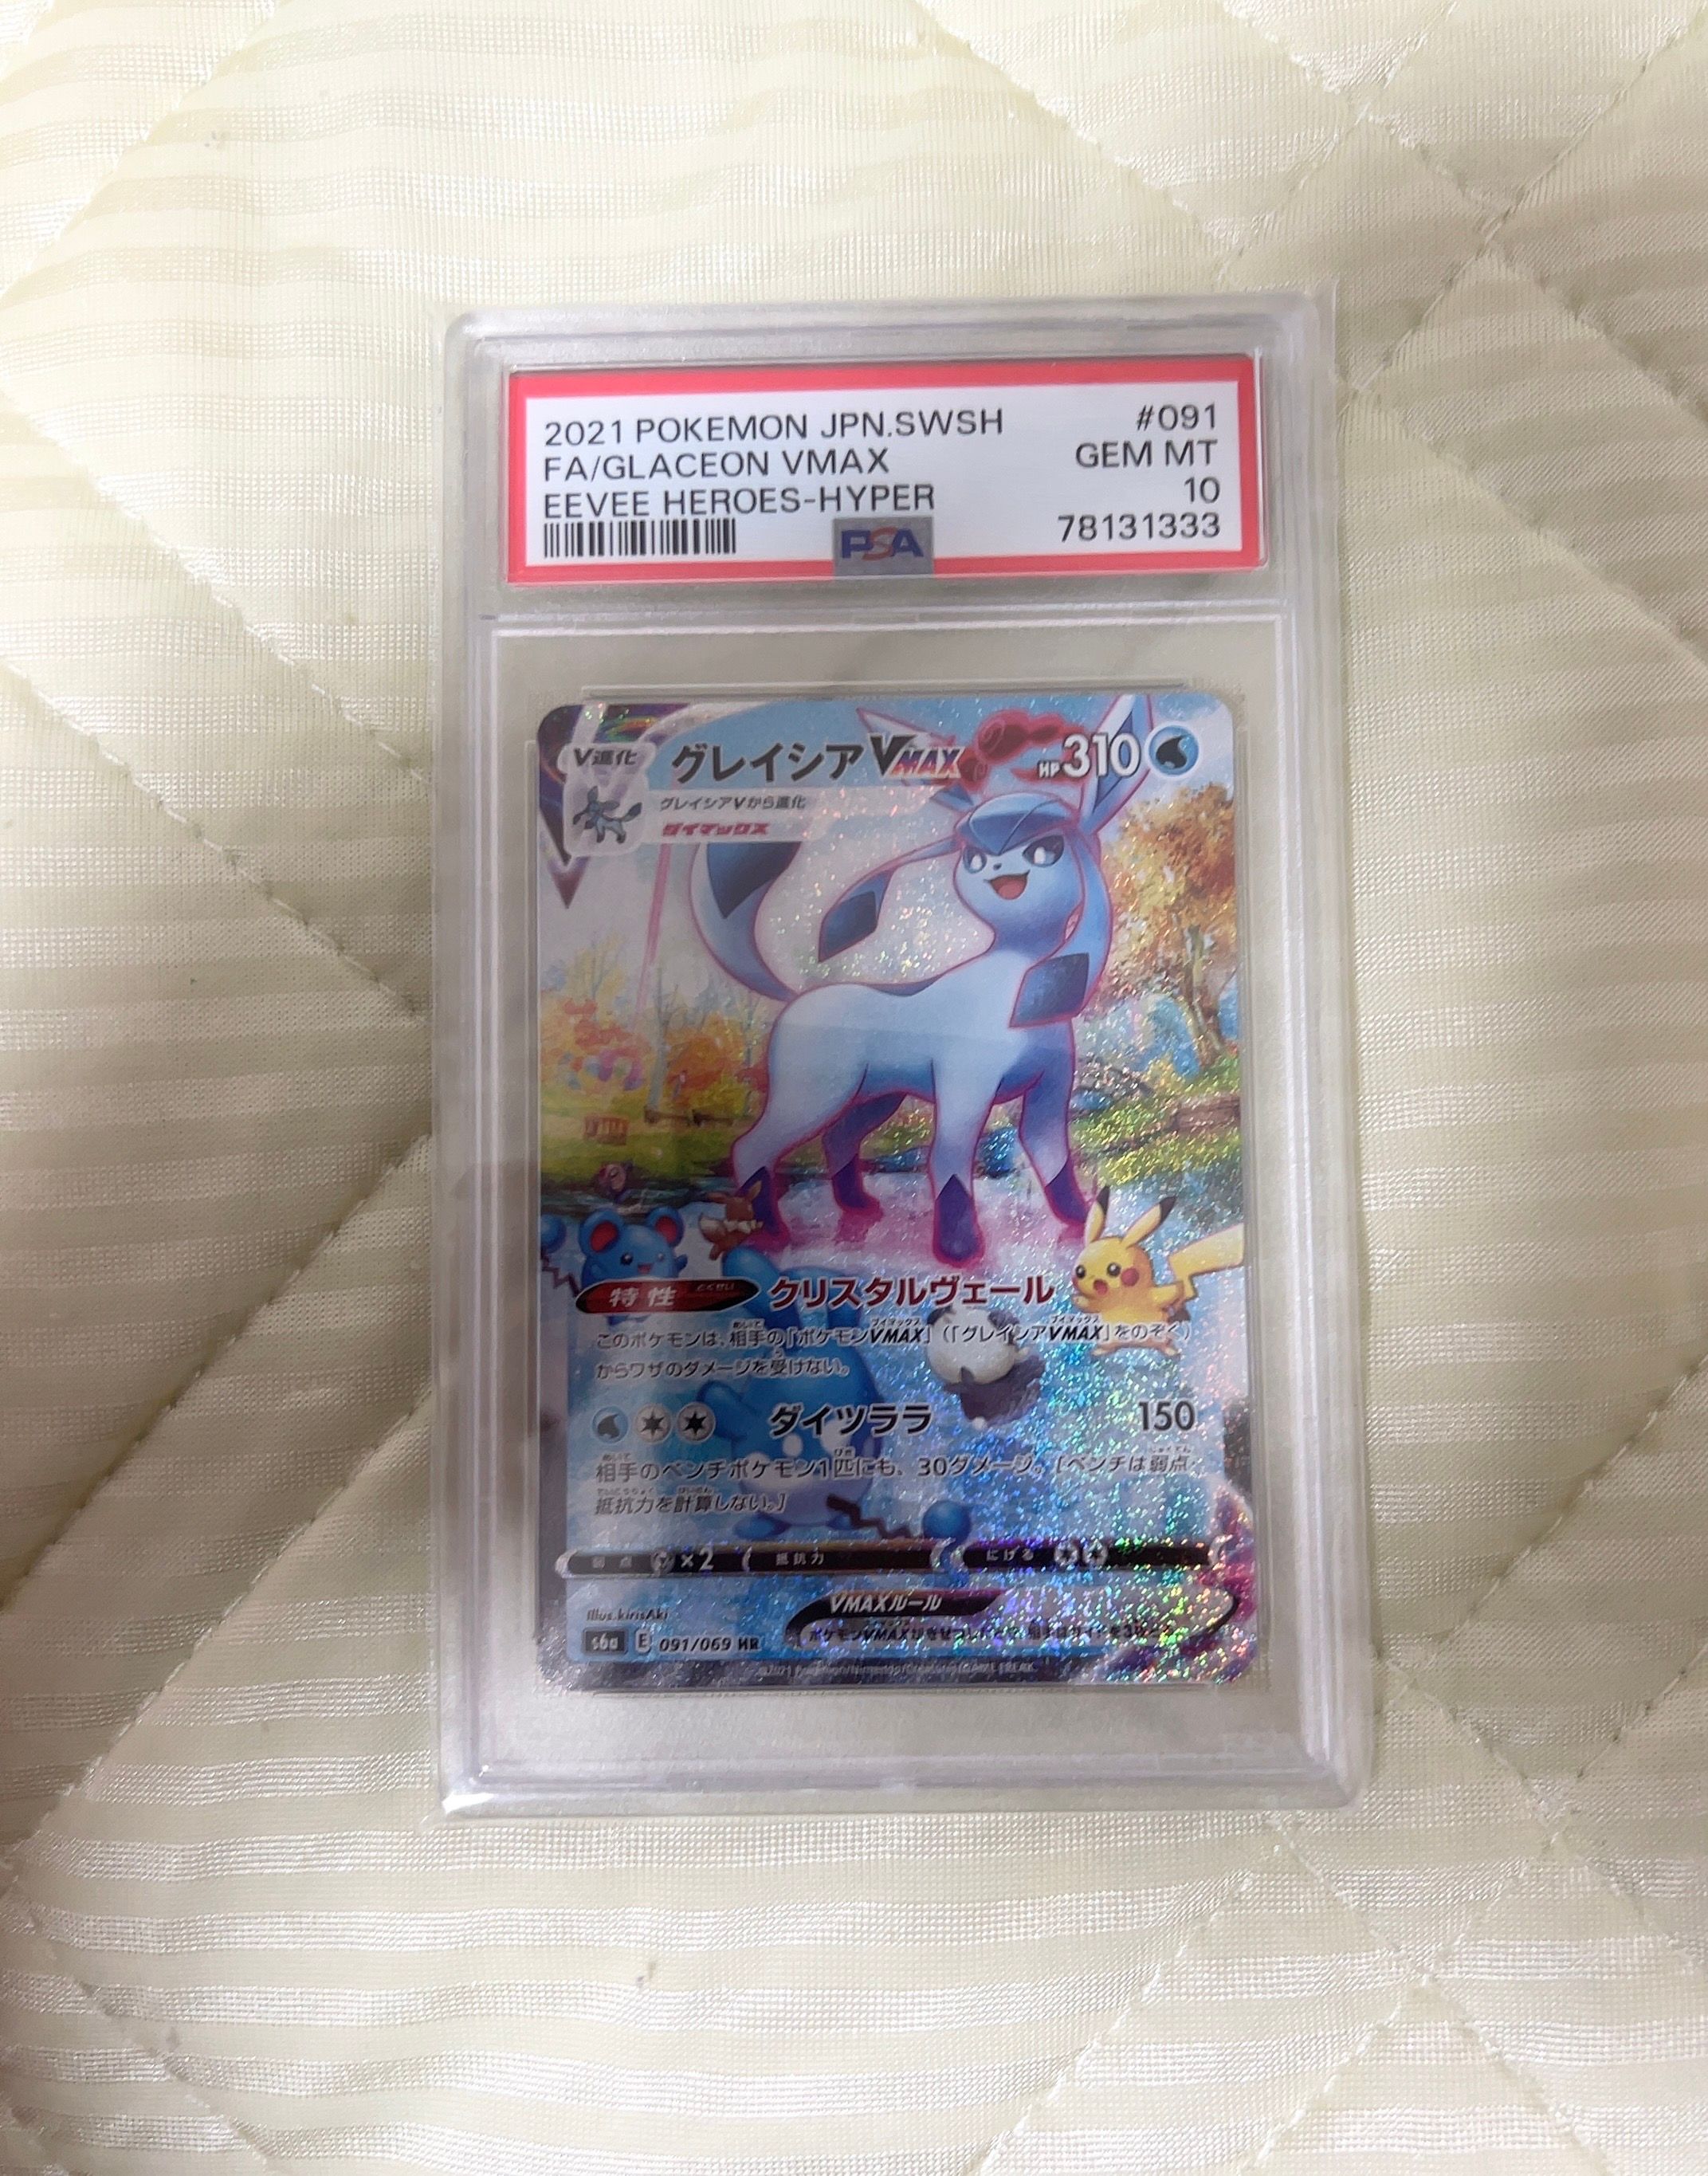 2021 POKEMON JPN.SWSH #091
FA/GLACEON VMAX GEM MT
EEVEE HEROES-HYPER 10
PSA 78131333
V進化 グレイシアVMAX HP310
グレイシアVから進化
ダイマックス
特性 とくせい クリスタルヴェール
このポケモンは、相手の「ポケモンVMAX」(「グレイシアVMAX」をのぞく)
からワザのダメージを受けない。
ダイツララ 150
相手のベンチポケモン1匹にも、30ダメージ。[ベンチは弱点・
抵抗力を計算しない。]
弱点 ×2 抵抗力 にげる
VMAXルール
Illus.kirisAki
s6a E 091/069 HR